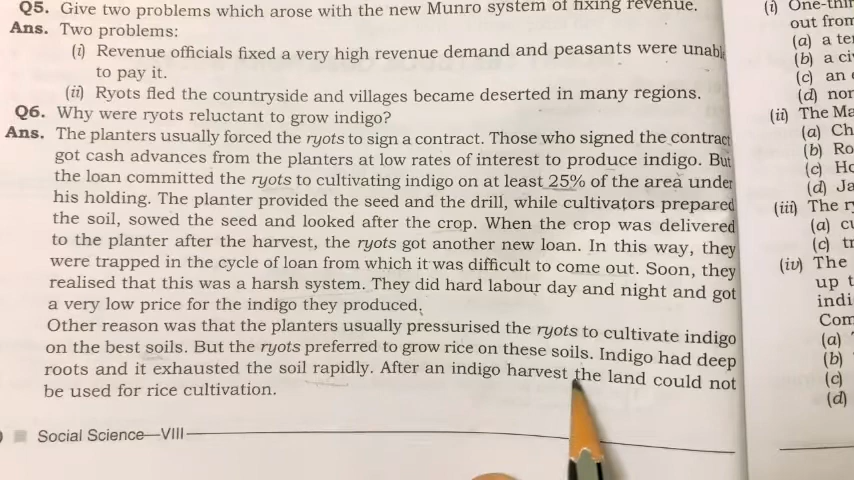 Q5. Give two problems which arose with the new Munro system of fixing revenue.
Ans. Two problems:
(i) Revenue officials fixed a very high revenue demand and peasants were unable
to pay it.
(ii) Ryots fled the countryside and villages became deserted in many regions.
Q6. Why were ryots reluctant to grow indigo?
Ans. The planters usually forced the ryots to sign a contract. Those who signed the contract
got cash advances from the planters at low rates of interest to produce indigo. But
the loan committed the ryots to cultivating indigo on at least 25% of the area under
his holding. The planter provided the seed and the drill, while cultivators prepared
the soil, sowed the seed and looked after the crop. When the crop was delivered
to the planter after the harvest, the ryots got another new loan. In this way, they
were trapped in the cycle of loan from which it was difficult to come out. Soon, they
realised that this was a harsh system. They did hard labour day and night and got
a very low price for the indigo they produced.
Other reason was that the planters usually pressurised the ryots to cultivate indigo
on the best soils. But the ryots preferred to grow rice on these soils. Indigo had deep
roots and it exhausted the soil rapidly. After an indigo harvest the land could not
be used for rice cultivation.
Social Science—VIII
(i)
out from
(a) a
(b) a
(c) an
(d)
(ii) The
(a) Ch
(b) Ro
(c)
(d) Ja
(iii) The
(a)
(c)
(iv) The
up
indi
Com
(a)
(b)
(c)
(d)